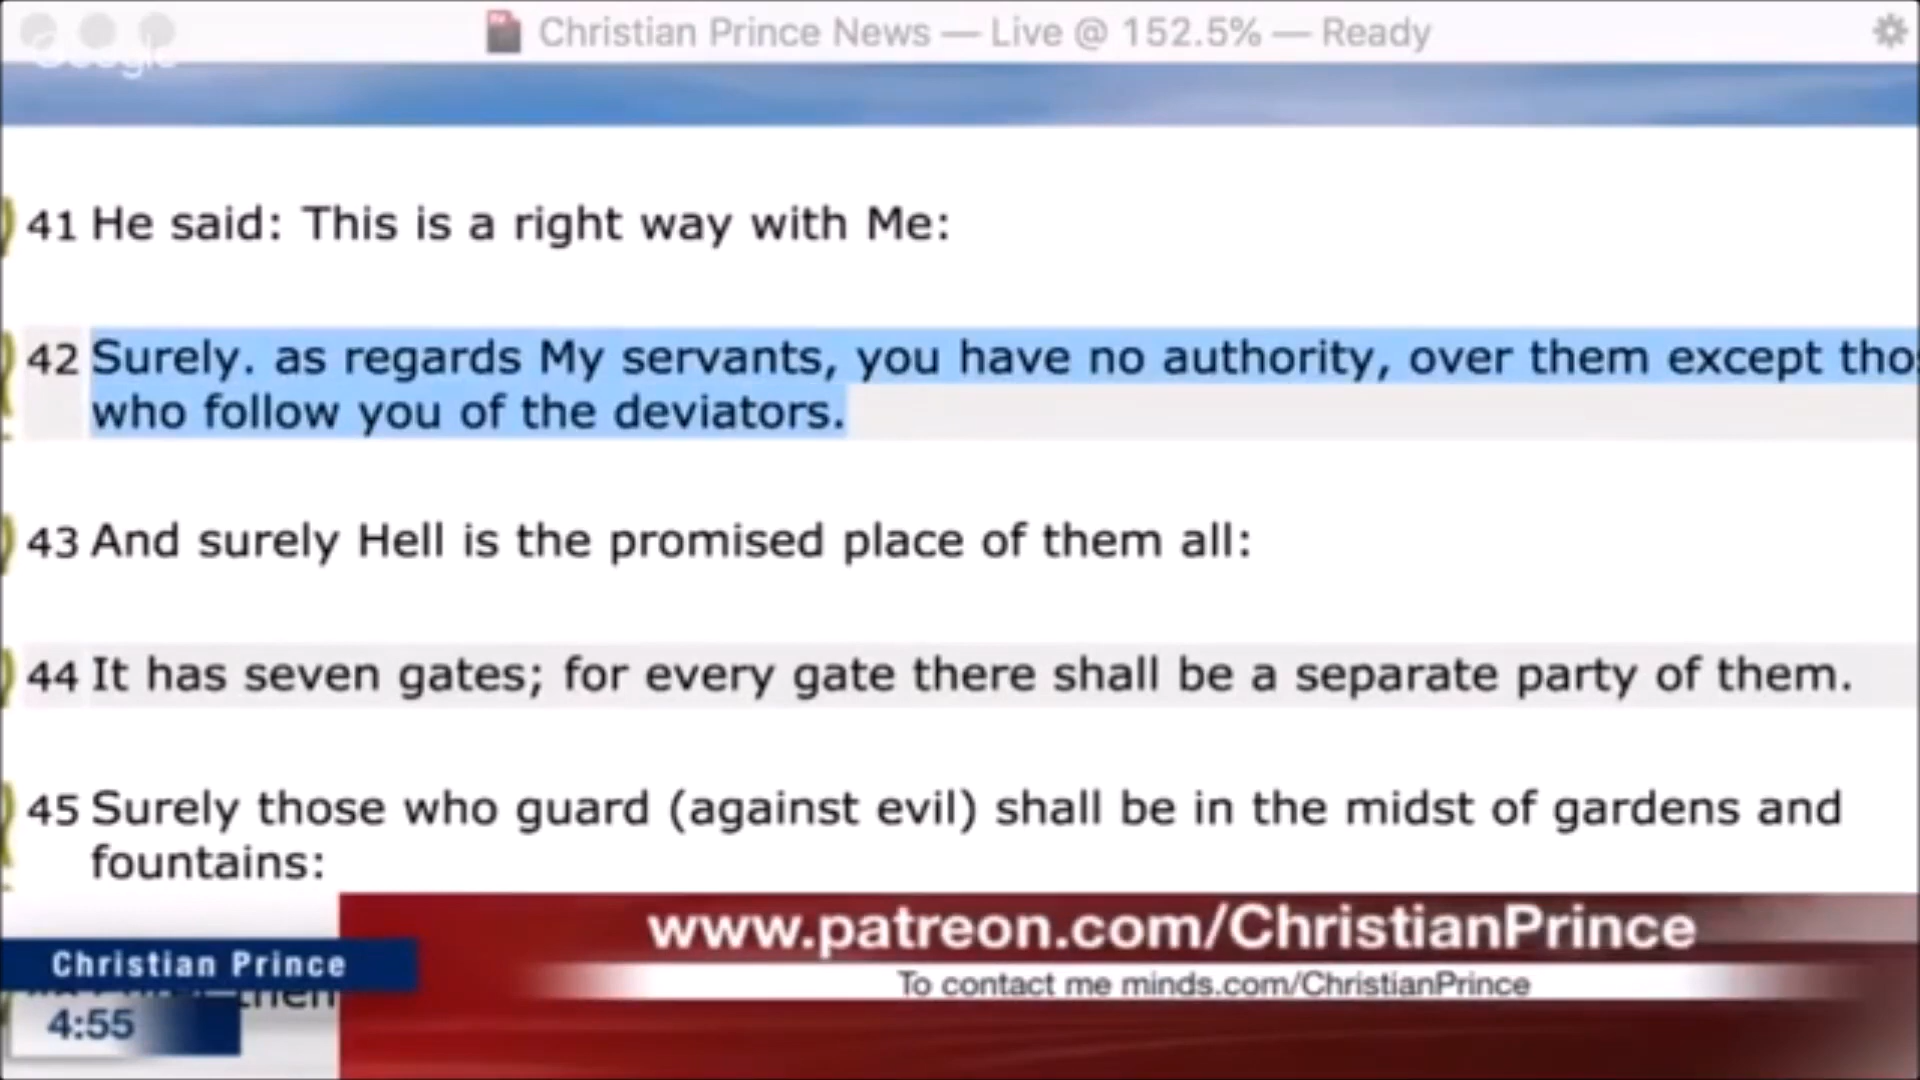 Christian Prince News — Live @ 152.5% — Ready
Google
41 He said: This is a right way with Me:
42 Surely. as regards My servants, you have no authority, over them except
who follow you of the deviators.
43 And surely Hell is the promised place of them all:
44 It has seven gates; for every gate there shall be a separate party of them.
45 Surely those who guard (against evil) shall be in the midst of gardens and
fountains:
www.patreon.com/ChristianPrince
Christian Prince
To contact me minds.com/ChristianPrince
4:55